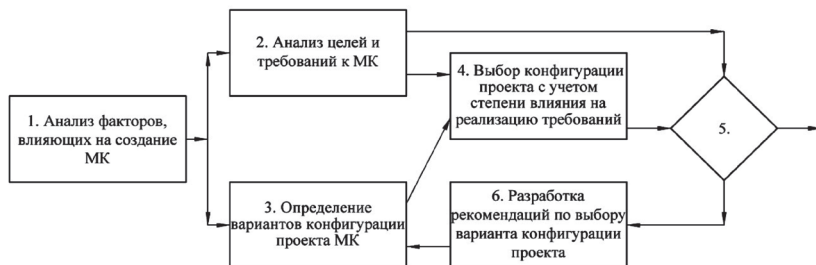 1. Анализ факторов,
влияющих на создание
МК
2. Анализ целей и
требований к МК
3. Определение
вариантов конфигурации
проекта МК
4. Выбор конфигурации
проекта с учетом
степени влияния на
реализацию требований
5.
6. Разработка
рекомендаций по выбору
варианта конфигурации
проекта